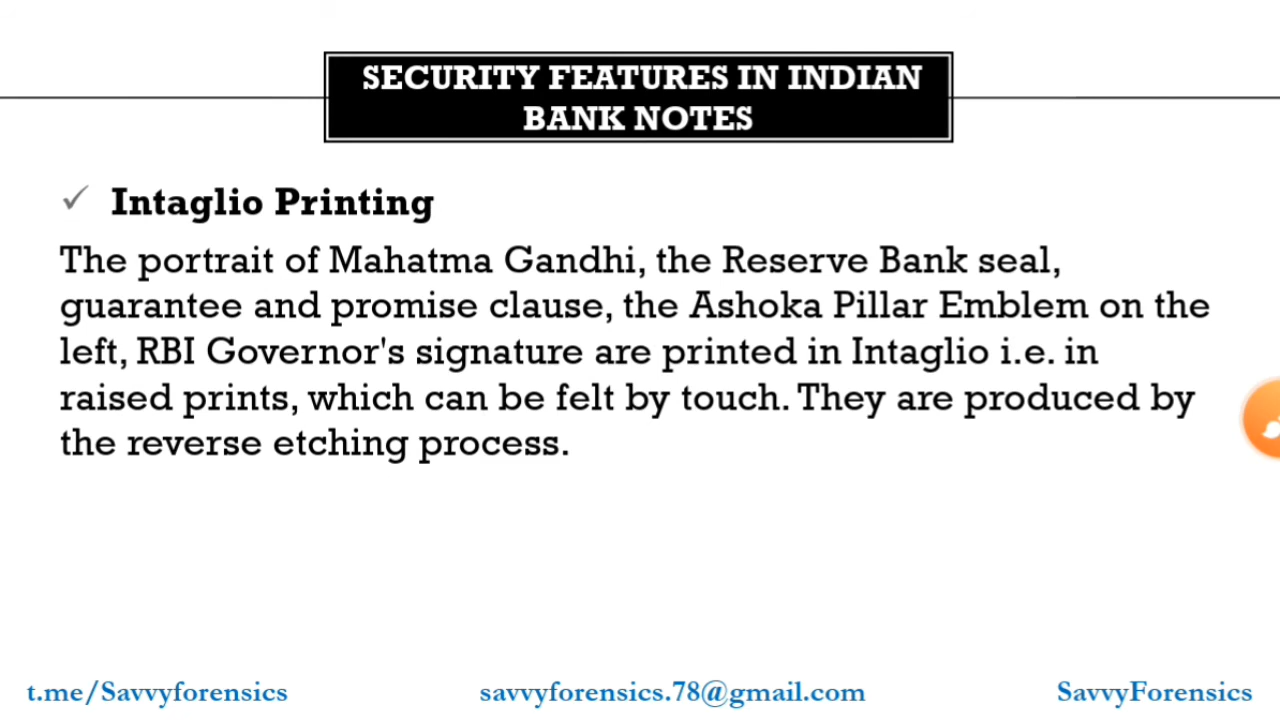 SECURITY FEATURES IN INDIAN
BANK NOTES
✓ Intaglio Printing
The portrait of Mahatma Gandhi, the Reserve Bank seal,
guarantee and promise clause, the Ashoka Pillar Emblem on the
left, RBI Governor's signature are printed in Intaglio i.e. in
raised prints, which can be felt by touch. They are produced by
the reverse etching process.
t.me/Savvyforensics savvyforensics.78@gmail.com SavvyForensics